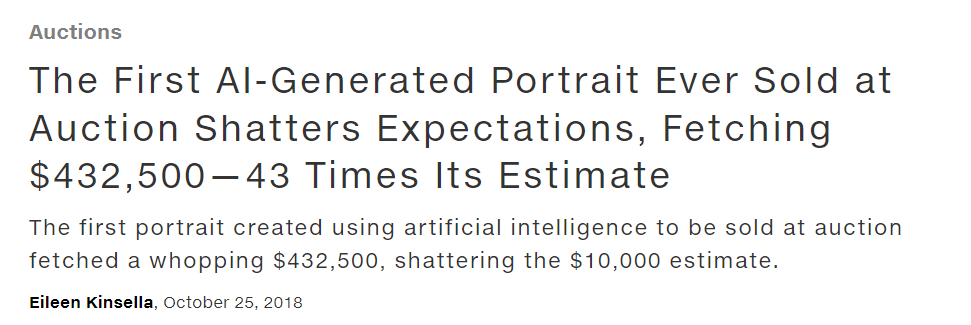 Auctions
The First AI-Generated Portrait Ever Sold at
Auction Shatters Expectations, Fetching
$432,500—43 Times Its Estimate
The first portrait created using artificial intelligence to be sold at auction
fetched a whopping $432,500, shattering the $10,000 estimate.
Eileen Kinsella, October 25, 2018